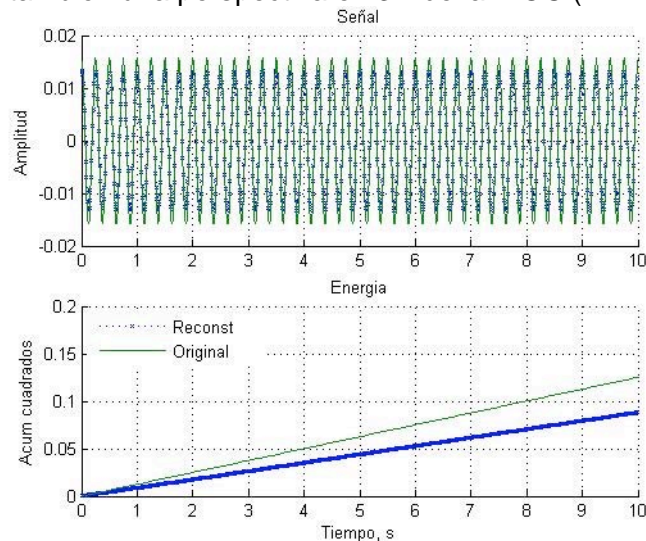 Señal
0.02
0.01
0
-0.01
-0.02
Amplitud
0 1 2 3 4 5 6 7 8 9 10
Energia
0.2
0.15
0.1
0.05
0
Acum cuadrados
Reconst
Original
0 1 2 3 4 5 6 7 8 9 10
Tiempo, s